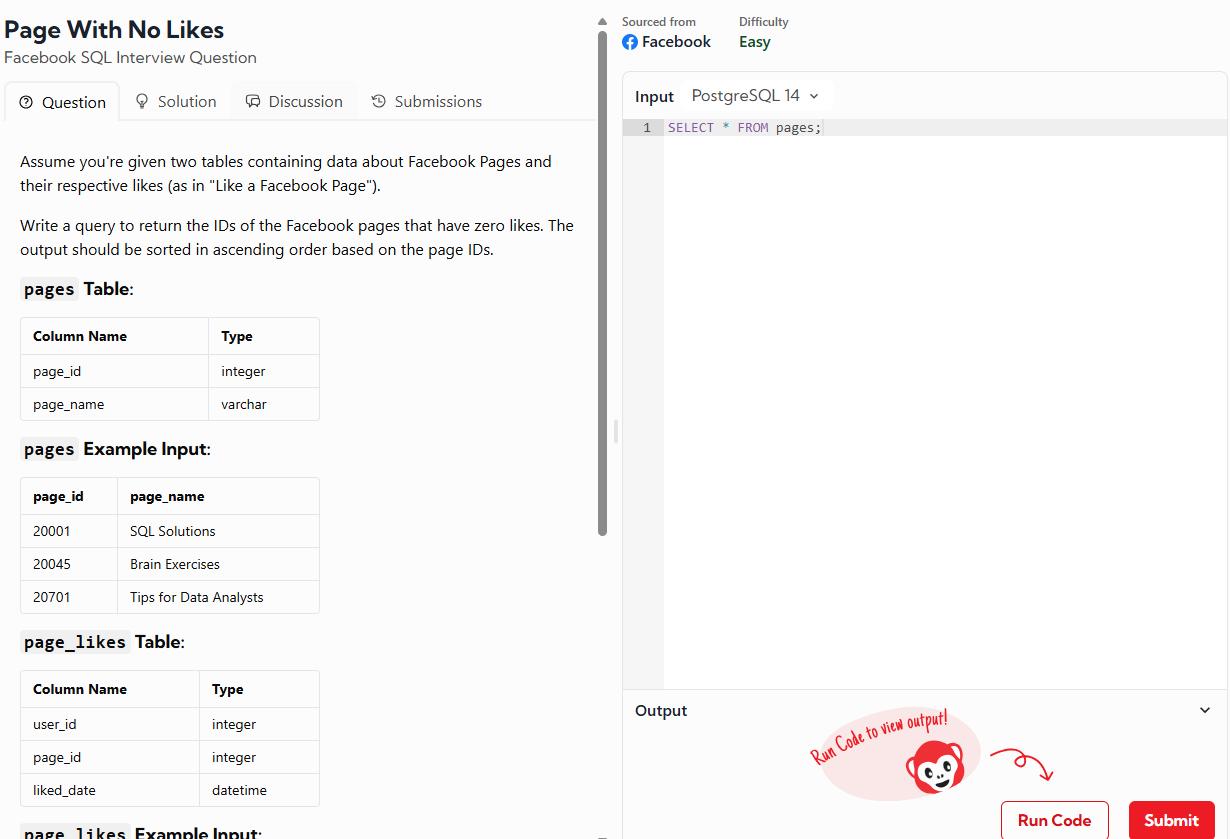 Page With No Likes
Facebook SQL Interview Question
Question
Solution
Discussion
Submissions
Assume you're given two tables containing data about Facebook Pages and
their respective likes (as in "Like a Facebook Page").
Write a query to return the IDs of the Facebook pages that have zero likes. The
output should be sorted in ascending order based on the page IDs.
pages Table:
Column Name Type
page_id integer
page_name varchar
pages Example Input:
page_id page_name
20001 SQL Solutions
20045 Brain Exercises
20701 Tips for Data Analysts
page_likes Table:
Column Name Type
user_id integer
page_id integer
liked_date datetime
page_likes Example Input:
Sourced from
Facebook
Difficulty
Easy
Input PostgreSQL 14
1 SELECT * FROM pages;
Output
Run Code to view output!
Run Code
Submit